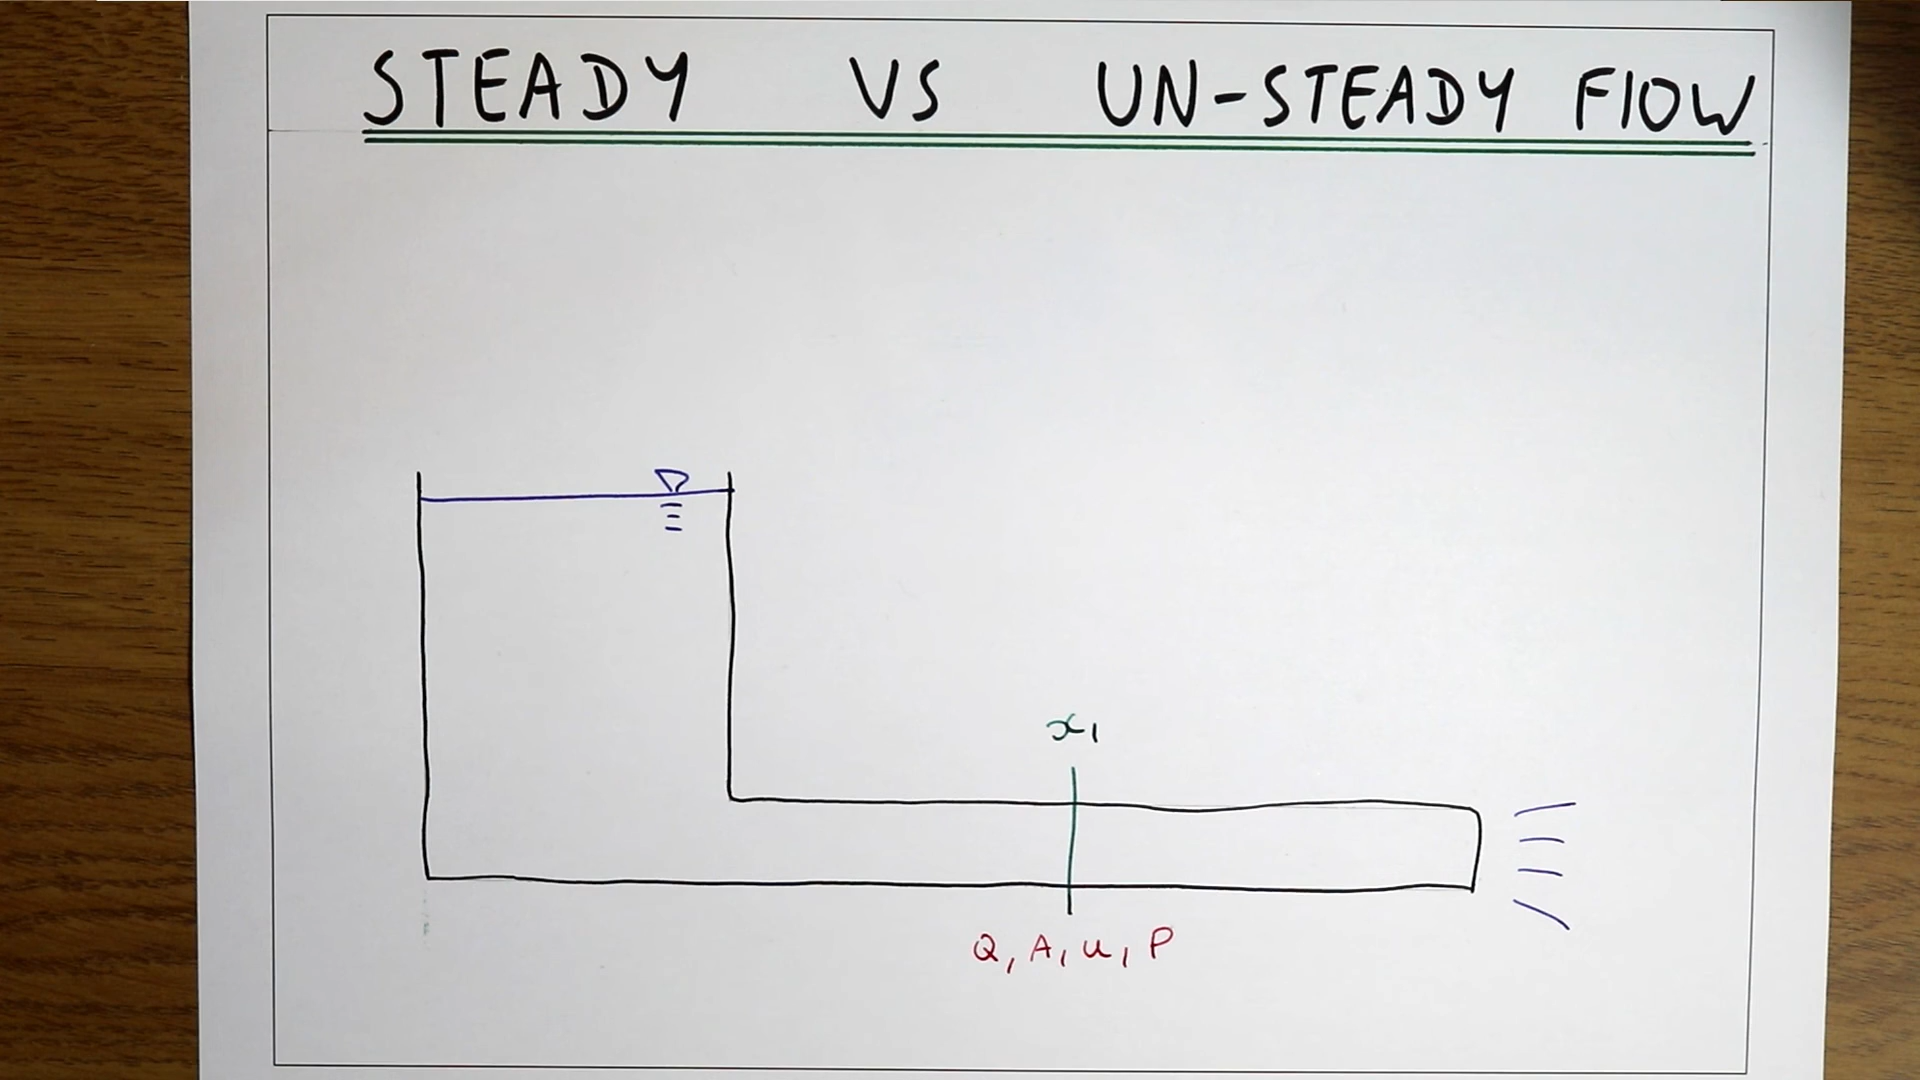 STEADY VS UN-STEADY FLOW
x1
Q, A, u, P